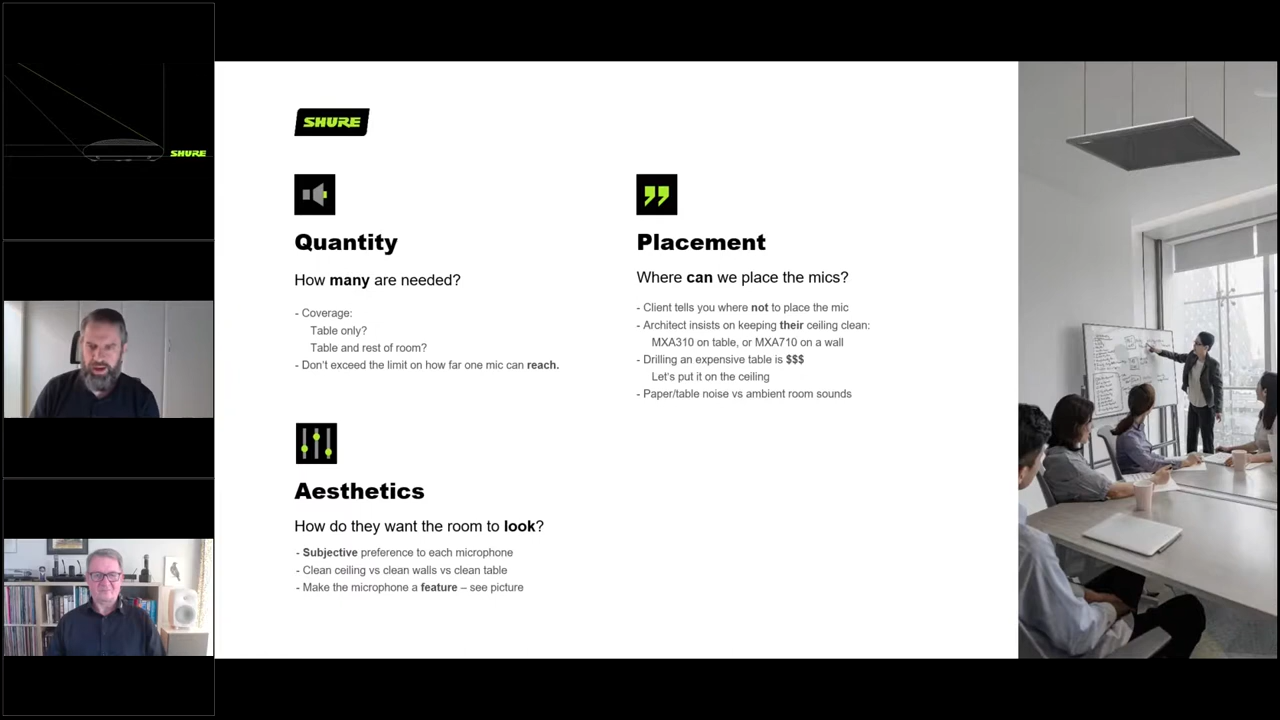 SHURE
SHURE
Quantity
How many are needed?
- Coverage:
Table only?
Table and rest of room?
- Don't exceed the limit on how far one mic can reach.
Placement
Where can we place the mics?
- Client tells you where not to place the mic
- Architect insists on keeping their ceiling clean:
MXA310 on table, or MXA710 on a wall
- Drilling an expensive table is $$$
Let's put it on the ceiling
- Paper/table noise vs ambient room sounds
Aesthetics
How do they want the room to look?
- Subjective preference to each microphone
- Clean ceiling vs clean walls vs clean table
- Make the microphone a feature – see picture